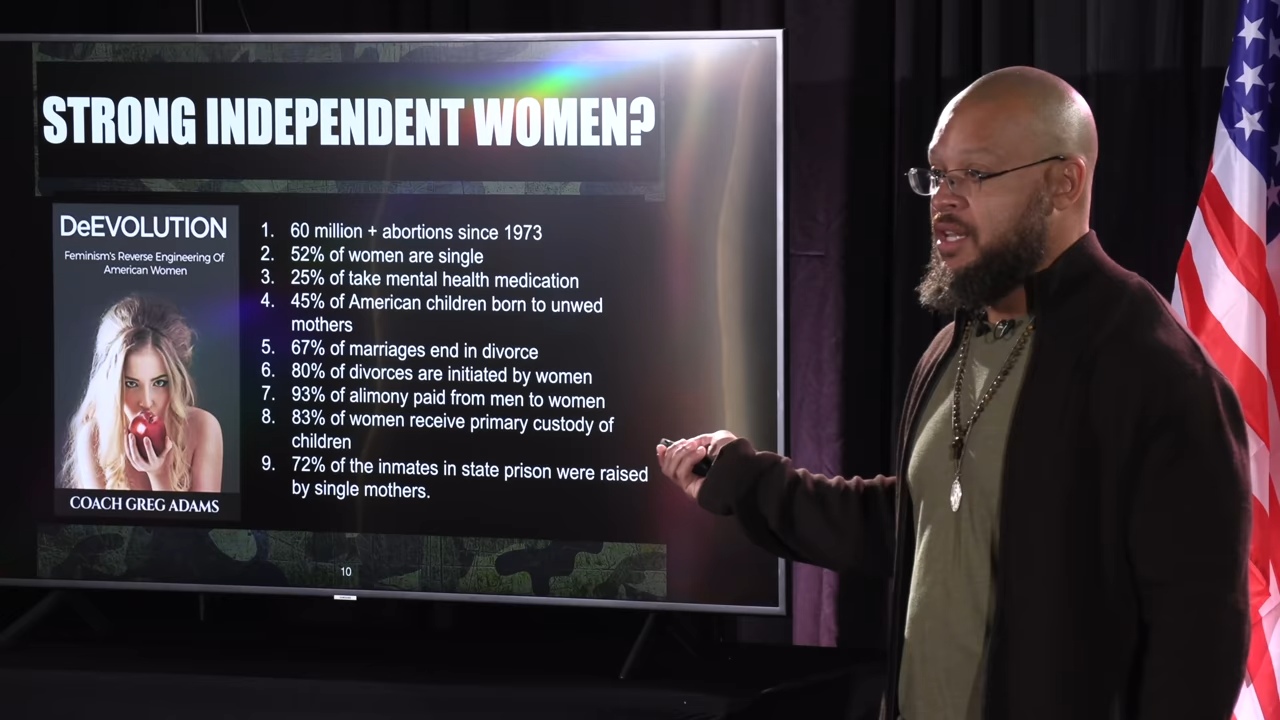 STRONG INDEPENDENT WOMEN?
DeEVOLUTION
Feminism's Reverse Engineering Of
American Women
COACH GREG ADAMS
1. 60 million + abortions since 1973
2. 52% of women are single
3. 25% of take mental health medication
4. 45% of American children born to unwed
mothers
5. 67% of marriages end in divorce
6. 80% of divorces are initiated by women
7. 93% of alimony paid from men to women
8. 83% of women receive primary custody of
children
9. 72% of the inmates in state prison were raised
by single mothers.
10